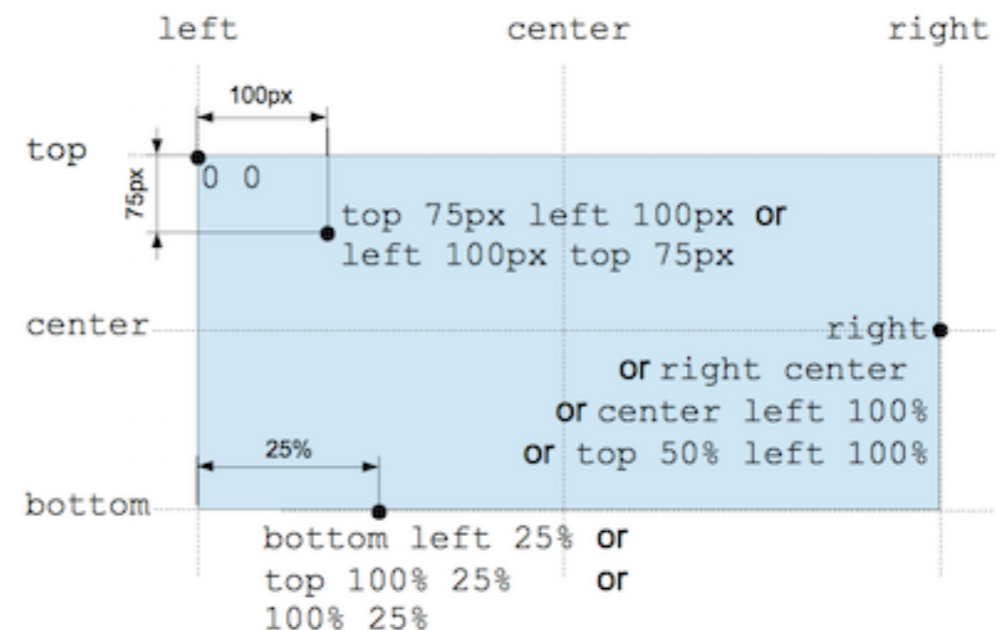 left center right
100px
top
0 0
75px
top 75px left 100px or
left 100px top 75px
center
right
or right center
or center left 100%
or top 50% left 100%
25%
bottom
bottom left 25% or
top 100% 25% or
100% 25%